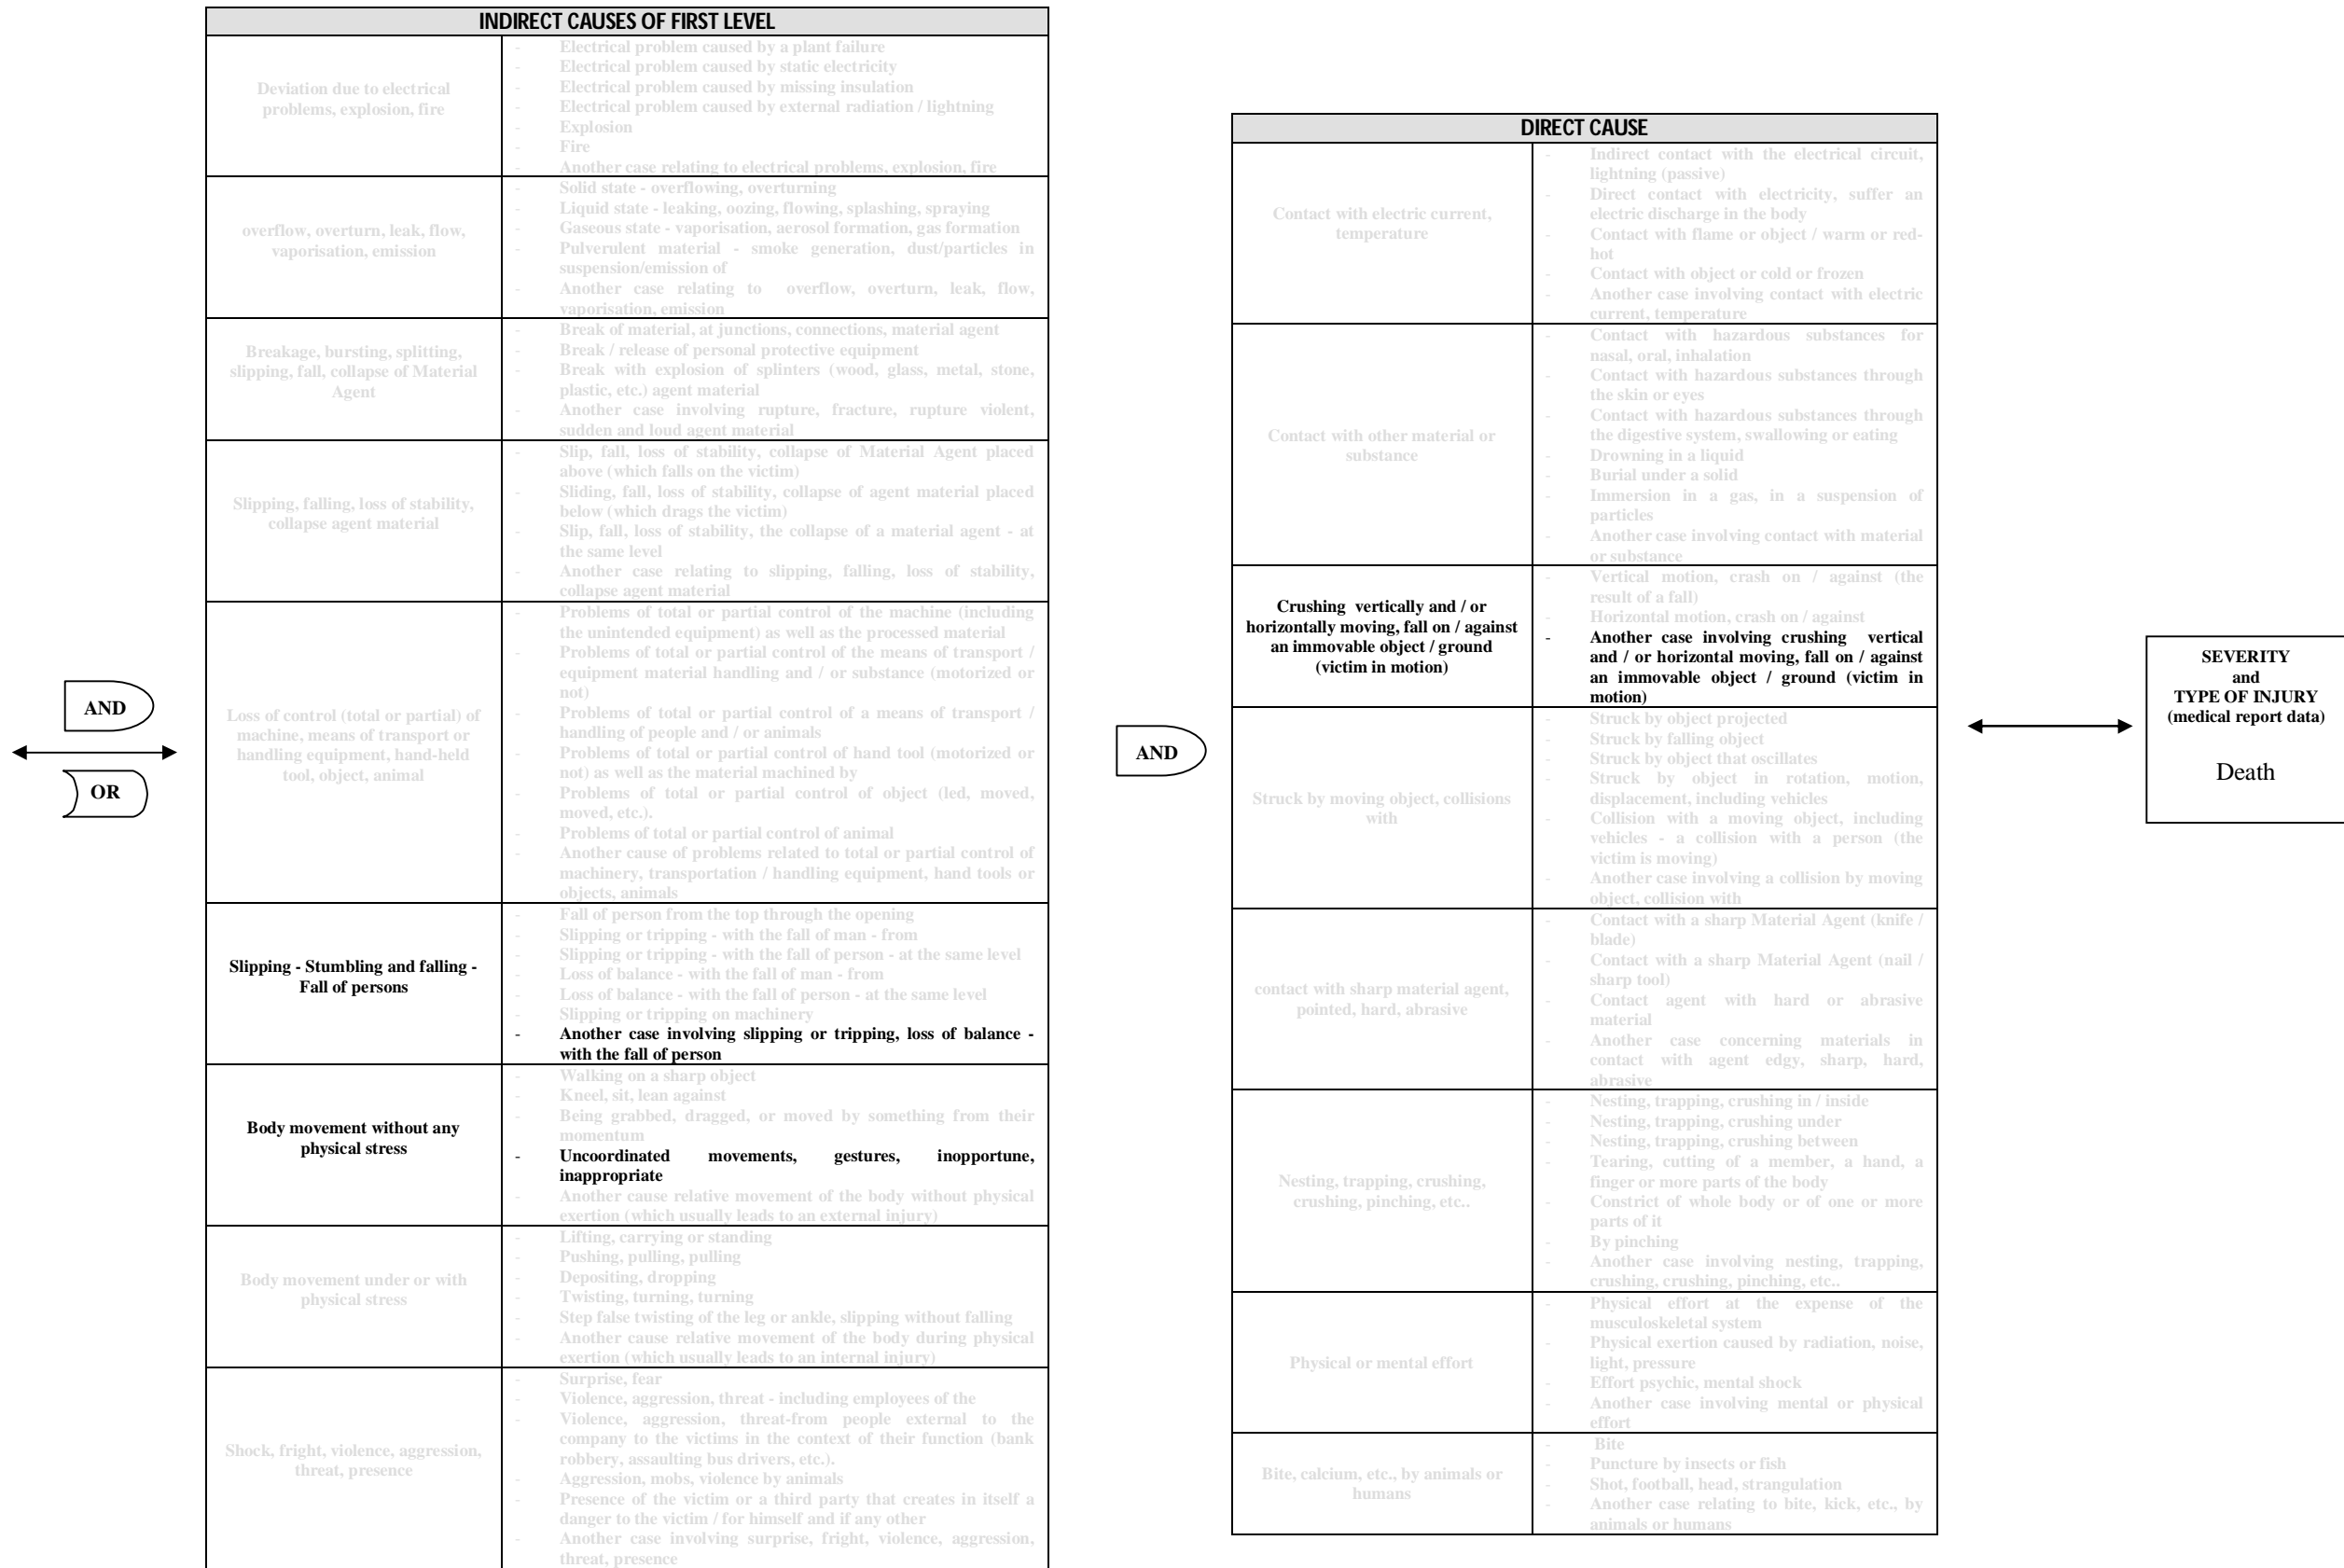 INDIRECT CAUSES OF FIRST LEVEL
Deviation due to electrical
problems, explosion, fire
- Electrical problem caused by a plant failure
- Electrical problem caused by static electricity
- Electrical problem caused by missing insulation
- Electrical problem caused by external radiation / lightning
- Explosion
- Fire
- Another case relating to electrical problems, explosion, fire
overflow, overturn, leak, flow,
vaporisation, emission
- Solid state - overflowing, overturning
- Liquid state - leaking, oozing, flowing, splashing, spraying
- Gaseous state - vaporisation, aerosol formation, gas formation
- Pulverulent material - smoke generation, dust/particles in
suspension/emission of
- Another case relating to overflow, overturn, leak, flow,
vaporisation, emission
Breakage, bursting, splitting,
slipping, fall, collapse of Material
Agent
- Break of material, at junctions, connections, material agent
- Break / release of personal protective equipment
- Break with explosion of splinters (wood, glass, metal, stone,
plastic, etc.) agent material
- Another case involving rupture, fracture, rupture violent,
sudden and loud agent material
Slipping, falling, loss of stability,
collapse agent material
- Slip, fall, loss of stability, collapse of Material Agent placed
above (which falls on the victim)
- Sliding, fall, loss of stability, collapse of agent material placed
below (which drags the victim)
- Slip, fall, loss of stability, the collapse of a material agent - at
the same level
- Another case relating to slipping, falling, loss of stability,
collapse agent material
AND
OR
Loss of control (total or partial) of
machine, means of transport or
handling equipment, hand-held
tool, object, animal
- Problems of total or partial control of the machine (including
the unintended equipment) as well as the processed material
- Problems of total or partial control of the means of transport /
equipment material handling and / or substance (motorized or
not)
- Problems of total or partial control of a means of transport /
handling of people and / or animals
- Problems of total or partial control of hand tool (motorized or
not) as well as the material machined by
- Problems of total or partial control of object (led, moved,
moved, etc.).
- Problems of total or partial control of animal
- Another cause of problems related to total or partial control of
machinery, transportation / handling equipment, hand tools or
objects, animals
Slipping - Stumbling and falling -
Fall of persons
- Fall of person from the top through the opening
- Slipping or tripping - with the fall of man - from
- Slipping or tripping - with the fall of person - at the same level
- Loss of balance - with the fall of man - from
- Loss of balance - with the fall of person - at the same level
- Slipping or tripping on machinery
- Another case involving slipping or tripping, loss of balance -
with the fall of person
Body movement without any
physical stress
- Walking on a sharp object
- Kneel, sit, lean against
- Being grabbed, dragged, or moved by something from their
momentum
- Uncoordinated movements, gestures, inopportune,
inappropriate
- Another cause relative movement of the body without physical
exertion (which usually leads to an external injury)
Body movement under or with
physical stress
- Lifting, carrying or standing
- Pushing, pulling, pulling
- Depositing, dropping
- Twisting, turning, turning
- Step false twisting of the leg or ankle, slipping without falling
- Another cause relative movement of the body during physical
exertion (which usually leads to an internal injury)
Shock, fright, violence, aggression,
threat, presence
- Surprise, fear
- Violence, aggression, threat - including employees of the
- Violence, aggression, threat-from people external to the
company to the victims in the context of their function (bank
robbery, assaulting bus drivers, etc.).
- Aggression, mobs, violence by animals
- Presence of the victim or a third party that creates in itself a
danger to the victim / for himself and if any other
- Another case involving surprise, fright, violence, aggression,
threat, presence
AND
DIRECT CAUSE
Contact with electric current,
temperature
- Indirect contact with the electrical circuit,
lightning (passive)
- Direct contact with electricity, suffer an
electric discharge in the body
- Contact with flame or object / warm or red-
hot
- Contact with object or cold or frozen
- Another case involving contact with electric
current, temperature
Contact with other material or
substance
- Contact with hazardous substances for
nasal, oral, inhalation
- Contact with hazardous substances through
the skin or eyes
- Contact with hazardous substances through
the digestive system, swallowing or eating
- Drowning in a liquid
- Burial under a solid
- Immersion in a gas, in a suspension of
particles
- Another case involving contact with material
or substance
Crushing vertically and / or
horizontally moving, fall on / against
an immovable object / ground
(victim in motion)
- Vertical motion, crash on / against (the
result of a fall)
- Horizontal motion, crash on / against
- Another case involving crushing vertical
and / or horizontal moving, fall on / against
an immovable object / ground (victim in
motion)
Struck by moving object, collisions
with
- Struck by object projected
- Struck by falling object
- Struck by object that oscillates
- Struck by object in rotation, motion,
displacement, including vehicles
- Collision with a moving object, including
vehicles - a collision with a person (the
victim is moving)
- Another case involving a collision by moving
object, collision with
contact with sharp material agent,
pointed, hard, abrasive
- Contact with a sharp Material Agent (knife /
blade)
- Contact with a sharp Material Agent (nail /
sharp tool)
- Contact agent with hard or abrasive
material
- Another case concerning materials in
contact with agent edgy, sharp, hard,
abrasive
Nesting, trapping, crushing,
crushing, pinching, etc..
- Nesting, trapping, crushing in / inside
- Nesting, trapping, crushing under
- Nesting, trapping, crushing between
- Tearing, cutting of a member, a hand, a
finger or more parts of the body
- Constrict of whole body or of one or more
parts of it
- By pinching
- Another case involving nesting, trapping,
crushing, crushing, pinching, etc..
Physical or mental effort
- Physical effort at the expense of the
musculoskeletal system
- Physical exertion caused by radiation, noise,
light, pressure
- Effort psychic, mental shock
- Another case involving mental or physical
effort
Bite, calcium, etc., by animals or
humans
- Bite
- Puncture by insects or fish
- Shot, football, head, strangulation
- Another case relating to bite, kick, etc., by
animals or humans
SEVERITY
and
TYPE OF INJURY
(medical report data)
Death